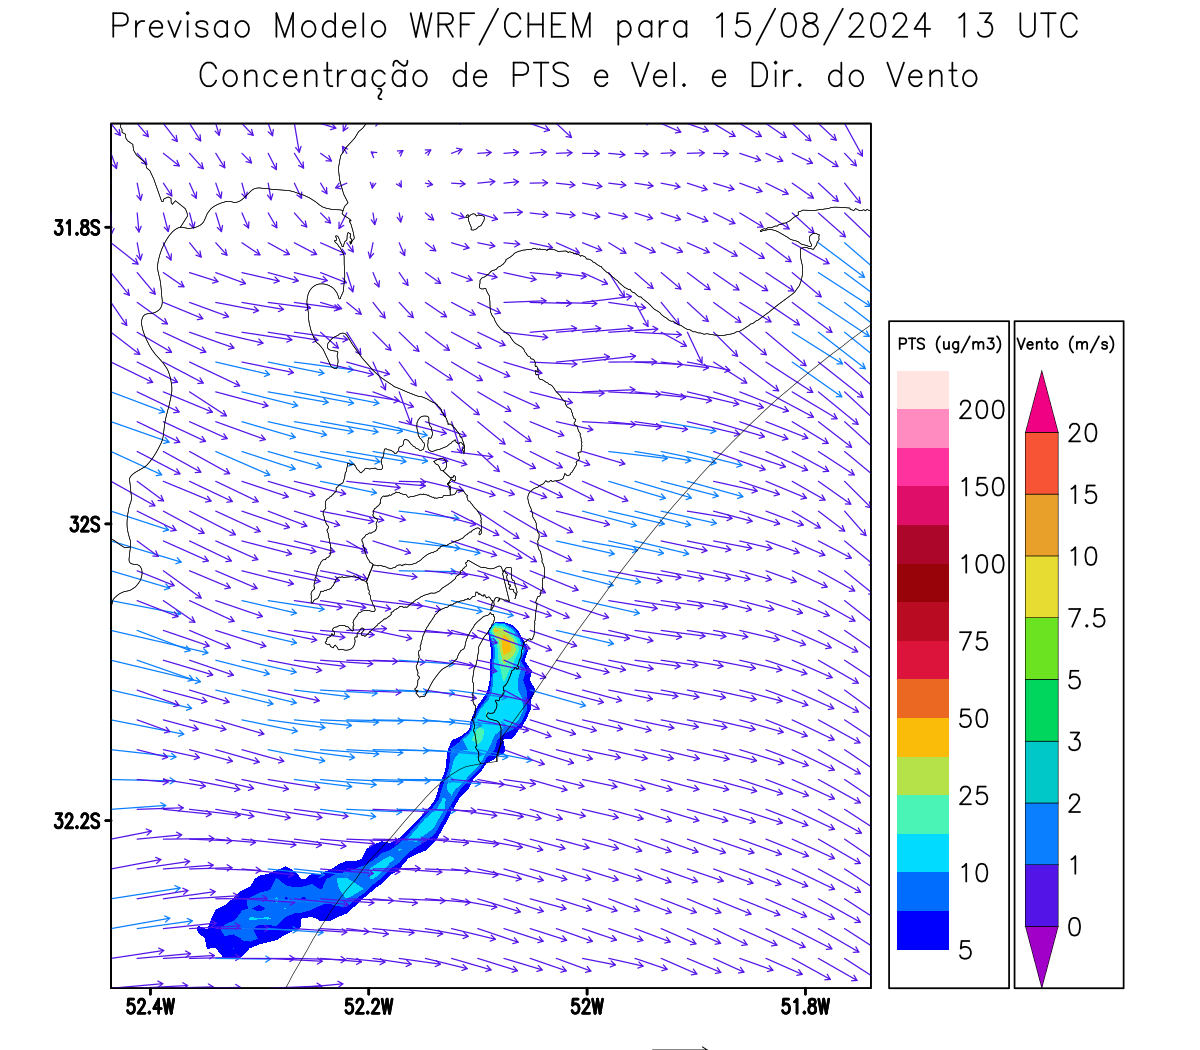 Previsao Modelo WRF/CHEM para 15/08/2024 13 UTC
Concentração de PTS e Vel. e Dir. do Vento
31.8S
32S
32.2S
52.4W 52.2W 52W 51.8W
PTS (ug/m3)
200
150
100
75
50
25
10
5
Vento (m/s)
20
15
10
7.5
5
3
2
1
0